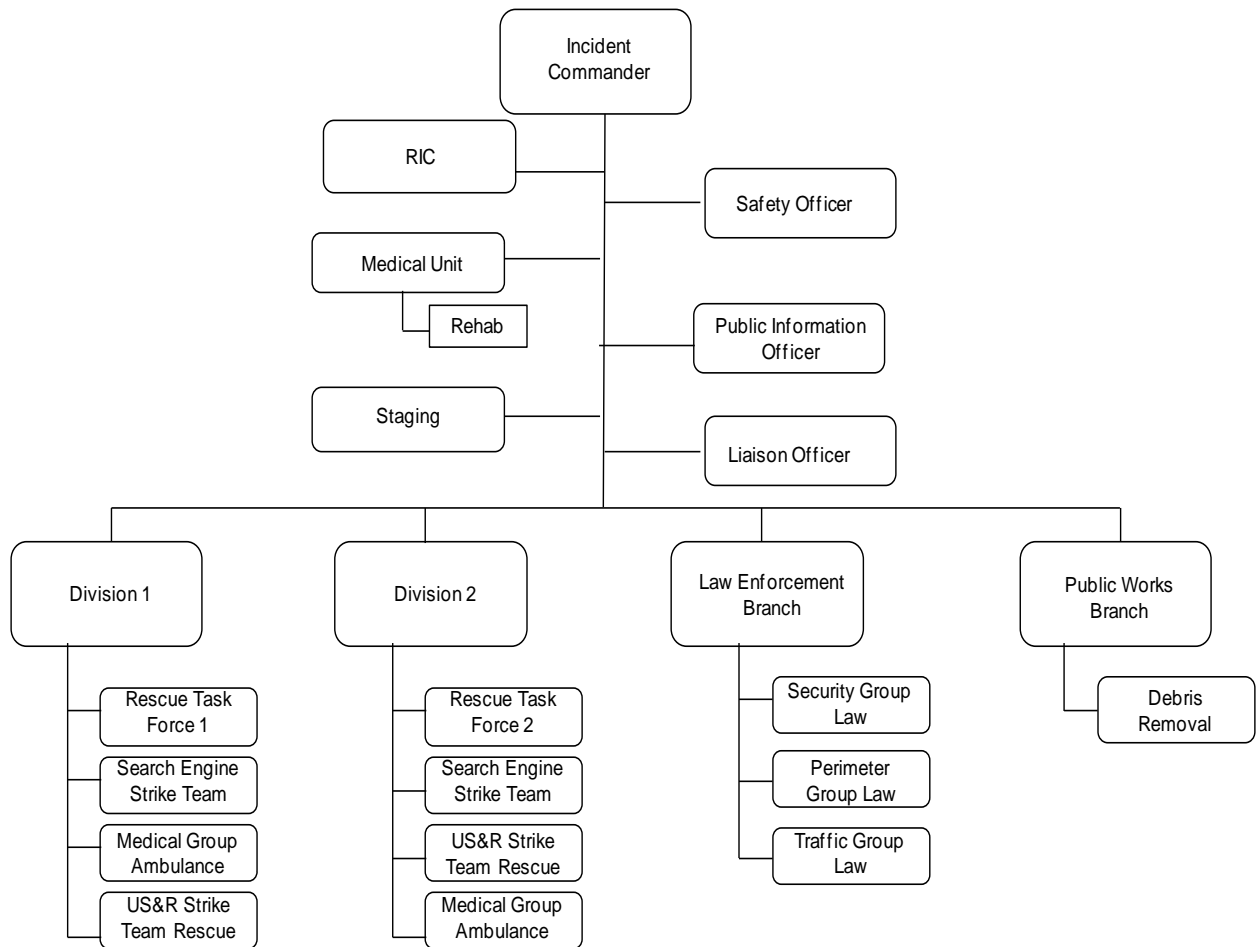 Incident
Commander
RIC
Safety Officer
Medical Unit
Rehab
Public Information
Officer
Staging
Liaison Officer
Division 1
Division 2
Law Enforcement
Branch
Public Works
Branch
Rescue Task
Force 1
Search Engine
Strike Team
Medical Group
Ambulance
US&R Strike
Team Rescue
Rescue Task
Force 2
Search Engine
Strike Team
US&R Strike
Team Rescue
Medical Group
Ambulance
Security Group
Law
Perimeter
Group Law
Traffic Group
Law
Debris
Removal